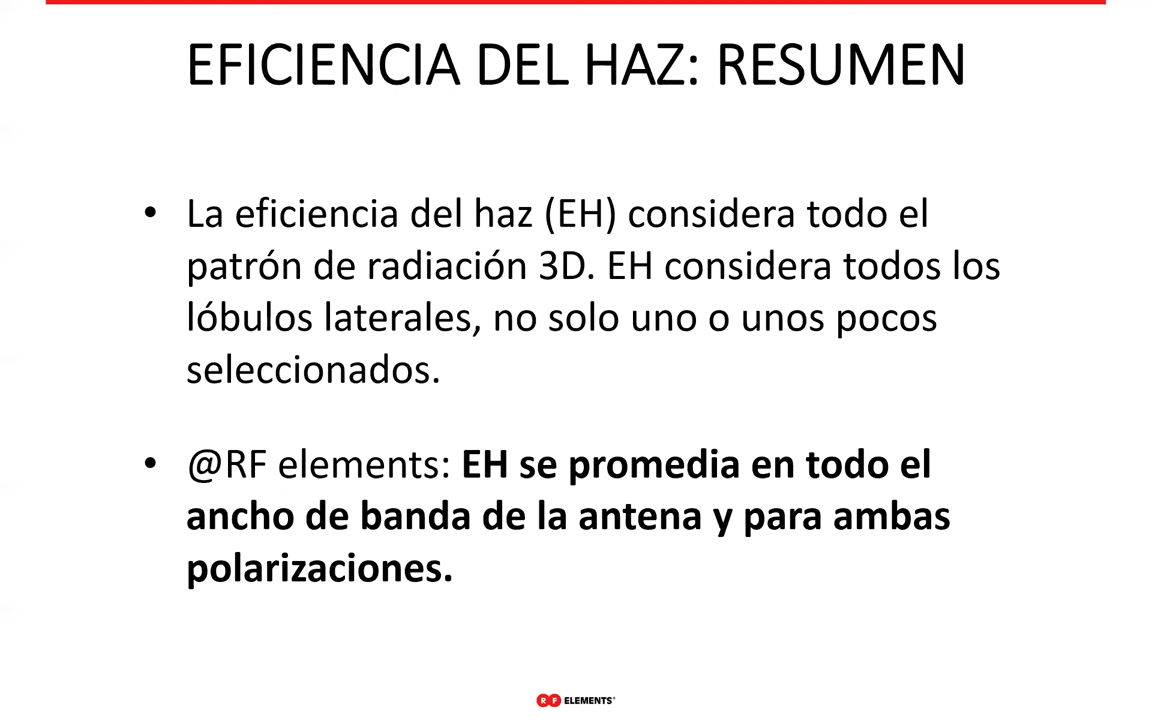 EFICIENCIA DEL HAZ: RESUMEN
• La eficiencia del haz (EH) considera todo el
patrón de radiación 3D. EH considera todos los
lóbulos laterales, no solo uno o unos pocos
seleccionados.
• @RF elements: EH se promedia en todo el
ancho de banda de la antena y para ambas
polarizaciones.
RF ELEMENTS